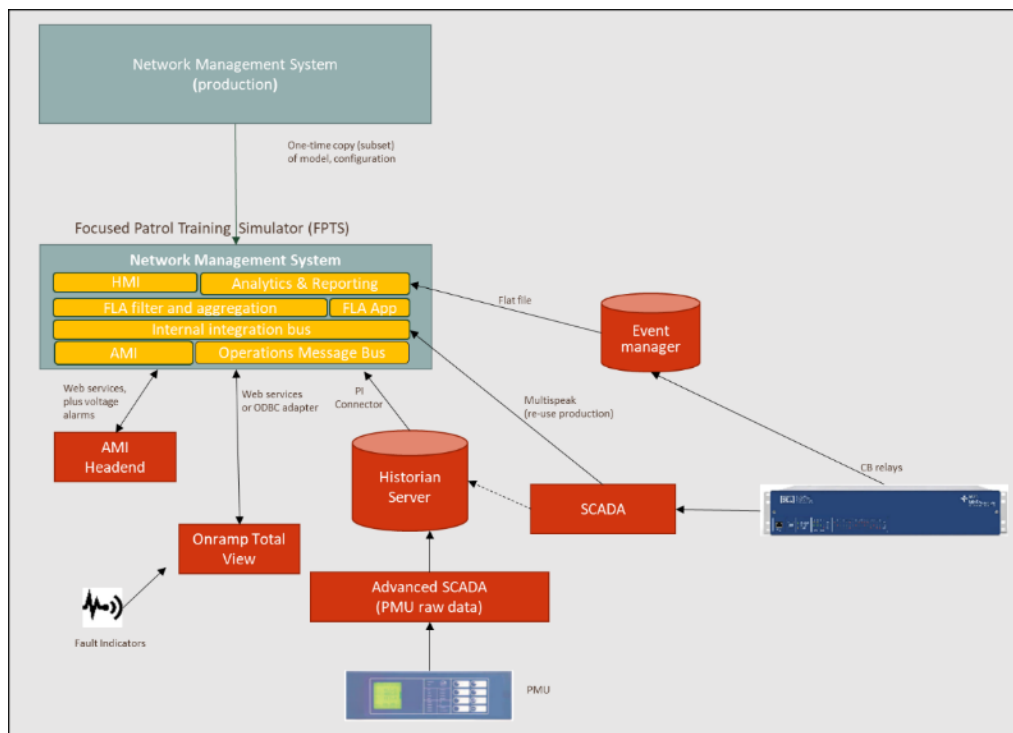 Network Management System
(production)
One-time copy (subset)
of model, configuration
Focused Patrol Training Simulator (FPTS)
Network Management System
HMI
Analytics & Reporting
FLA filter and aggregation
FLA App
Internal integration bus
AMI
Operations Message Bus
Flat file
Event
manager
Web services,
plus voltage
alarms
Web services
or ODBC adapter
PI
Connector
Multispeak
(re-use production)
AMI
Headend
Historian
Server
CB relays
SCADA
Onramp Total
View
Advanced SCADA
(PMU raw data)
Fault Indicators
PMU